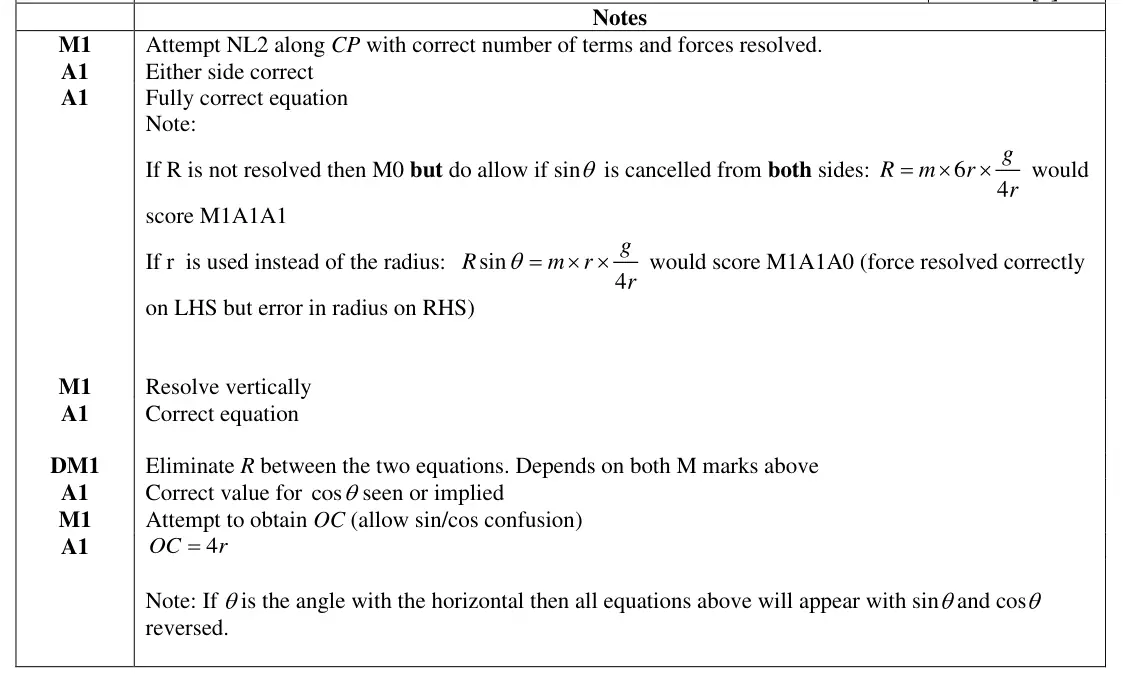 Notes
M1 Attempt NL2 along CP with correct number of terms and forces resolved.
A1 Either side correct
A1 Fully correct equation
Note:
If R is not resolved then M0 but do allow if sinθ is cancelled from both sides: R = m × 6r × g/4r would
score M1A1A1
If r is used instead of the radius: R sin θ = m × r × g/4r would score M1A1A0 (force resolved correctly
on LHS but error in radius on RHS)
M1 Resolve vertically
A1 Correct equation
DM1 Eliminate R between the two equations. Depends on both M marks above
A1 Correct value for cos θ seen or implied
M1 Attempt to obtain OC (allow sin/cos confusion)
A1 OC = 4r
Note: If θ is the angle with the horizontal then all equations above will appear with sin θ and cos θ
reversed.